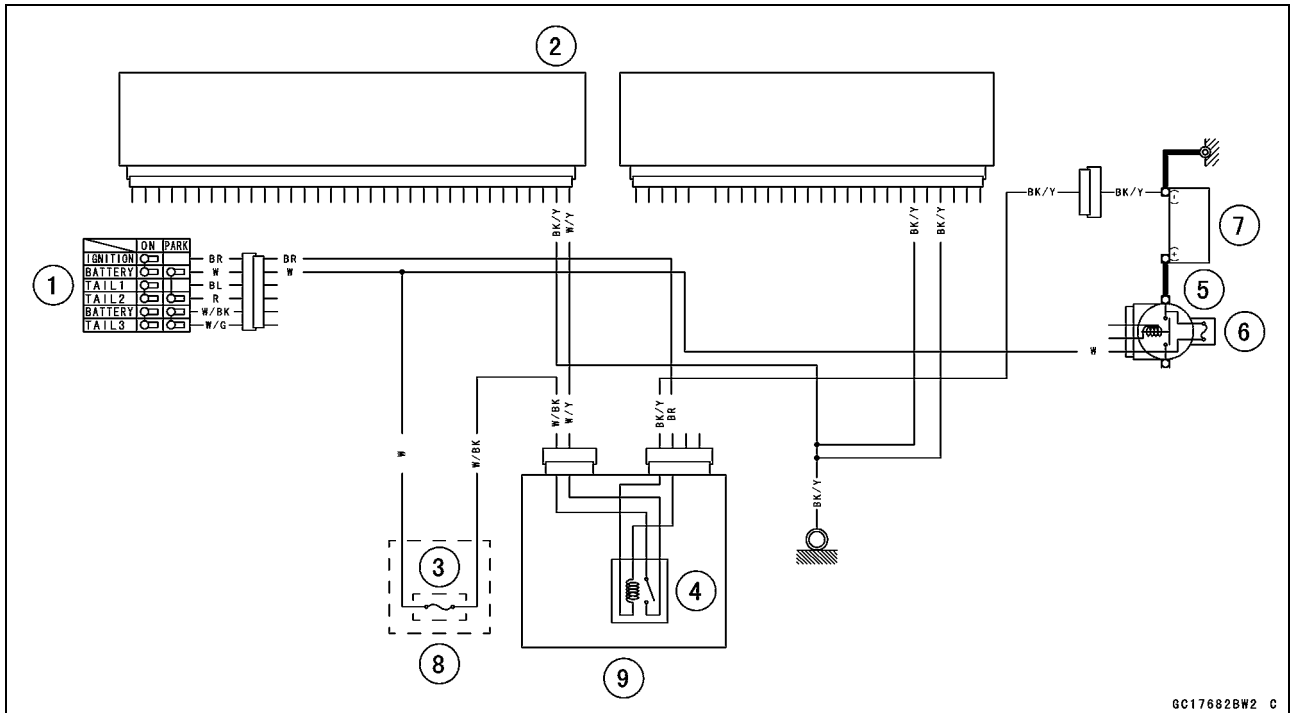 2
BK/Y
W/Y
BK/Y
BK/Y
BK/Y
BK/Y
(-)
7
(+)
1
ON PARK
IGNITION BR BR
BATTERY W W
TAIL1 BL
TAIL2 R
BATTERY W/BK
TAIL3 W/G
5
6
W
W
W/BK
W/BK
W/Y
BK/Y
BR
BK/Y
3
4
8
9
GC17682BW2 C